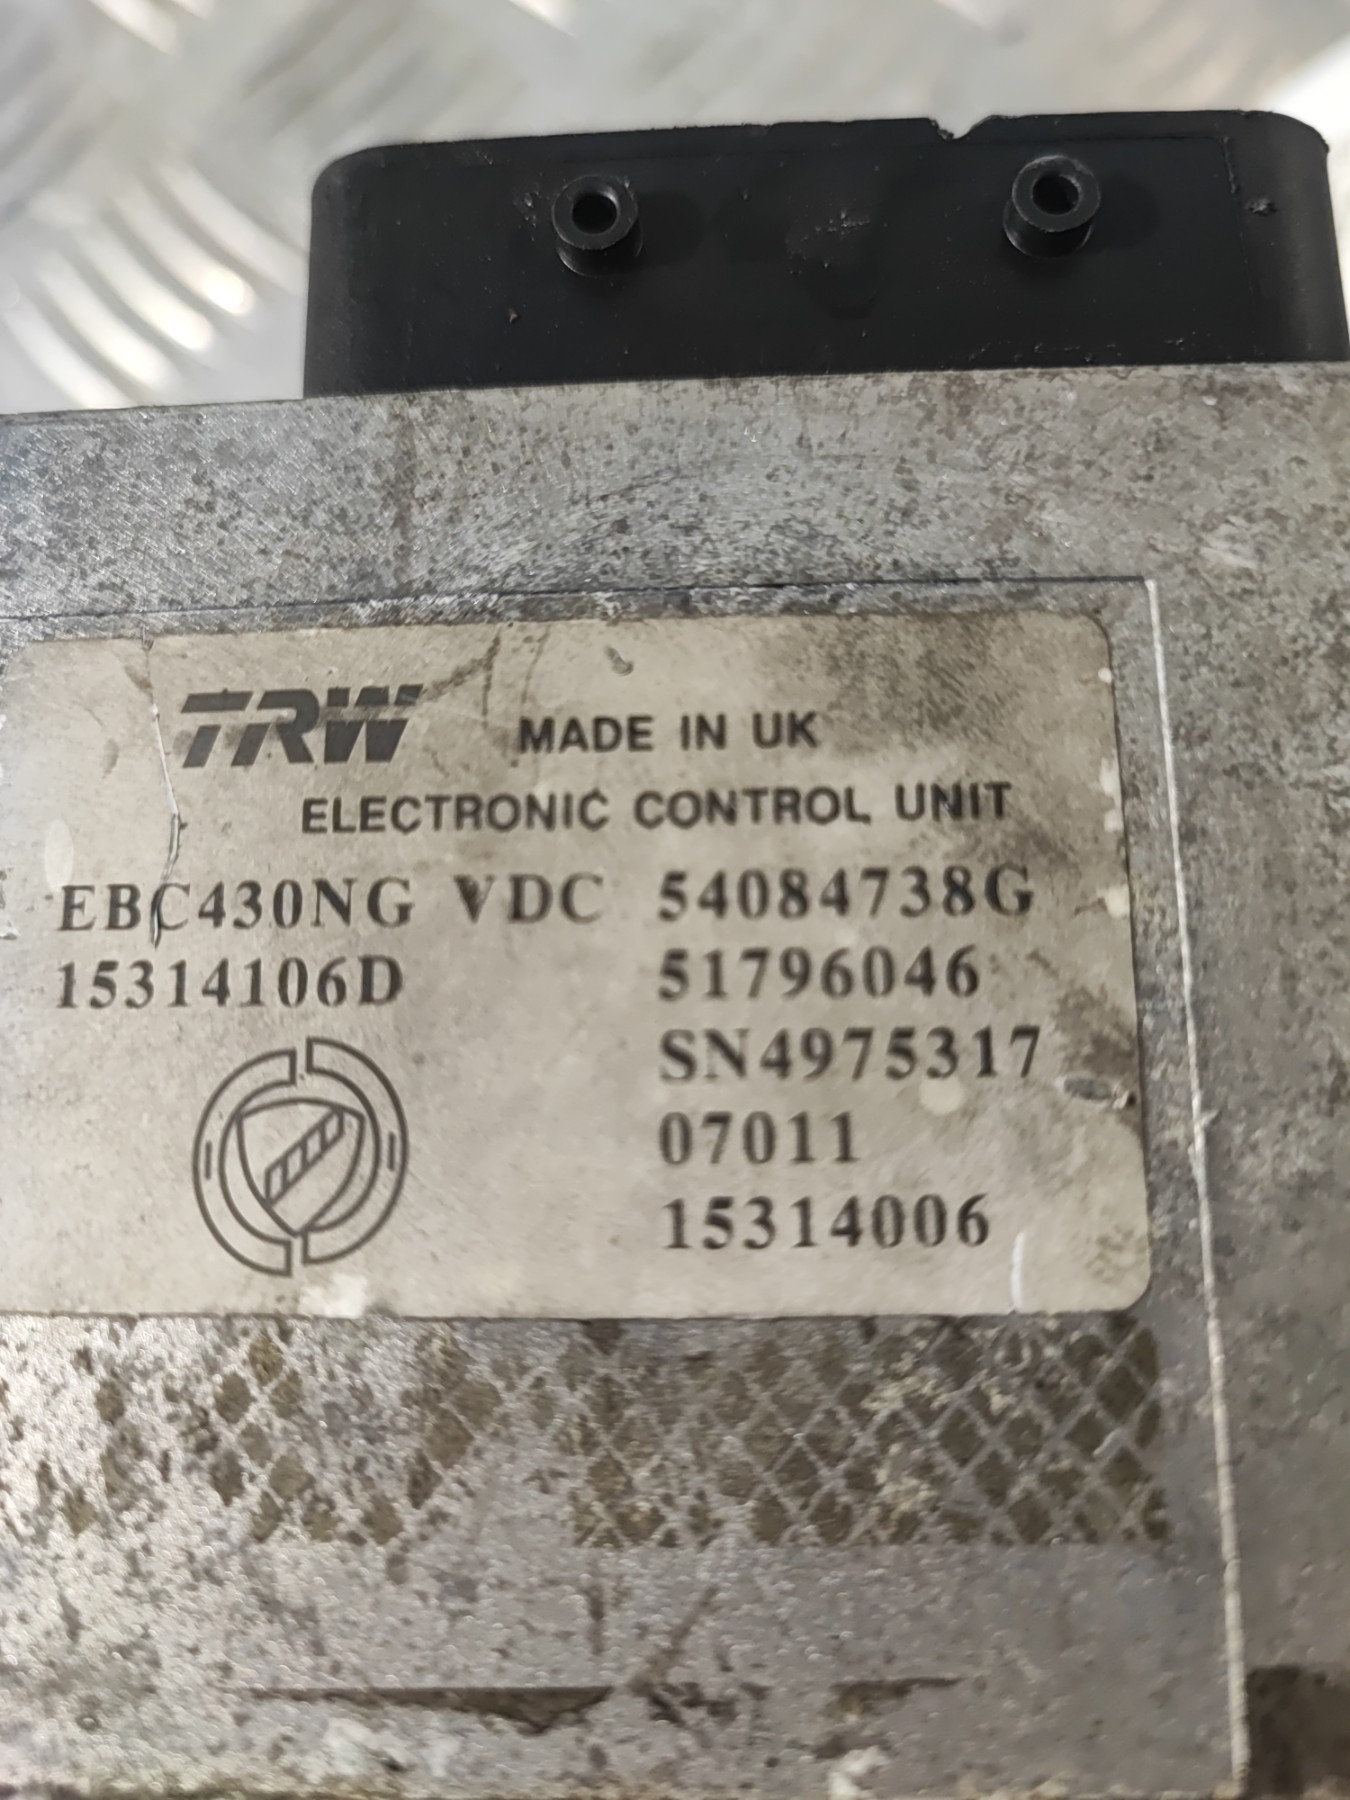 TRW MADE IN UK
ELECTRONIC CONTROL UNIT
EBC430NG VDC 54084738G
15314106D 51796046
SN4975317
07011
15314006